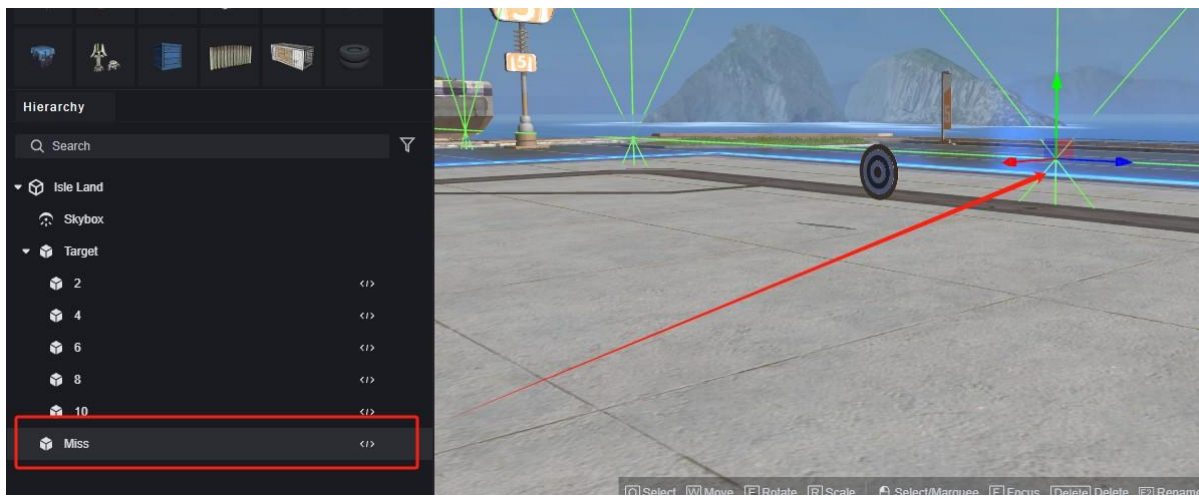 Hierarchy
Search
Isle Land
Skybox
Target
2 </>
4 </>
6 </>
8 </>
10 </>
Miss </>
[Q] Select [W] Move [E] Rotate [R] Scale Select/Marquee [F] Focus [Delete] Delete [F2] Rename